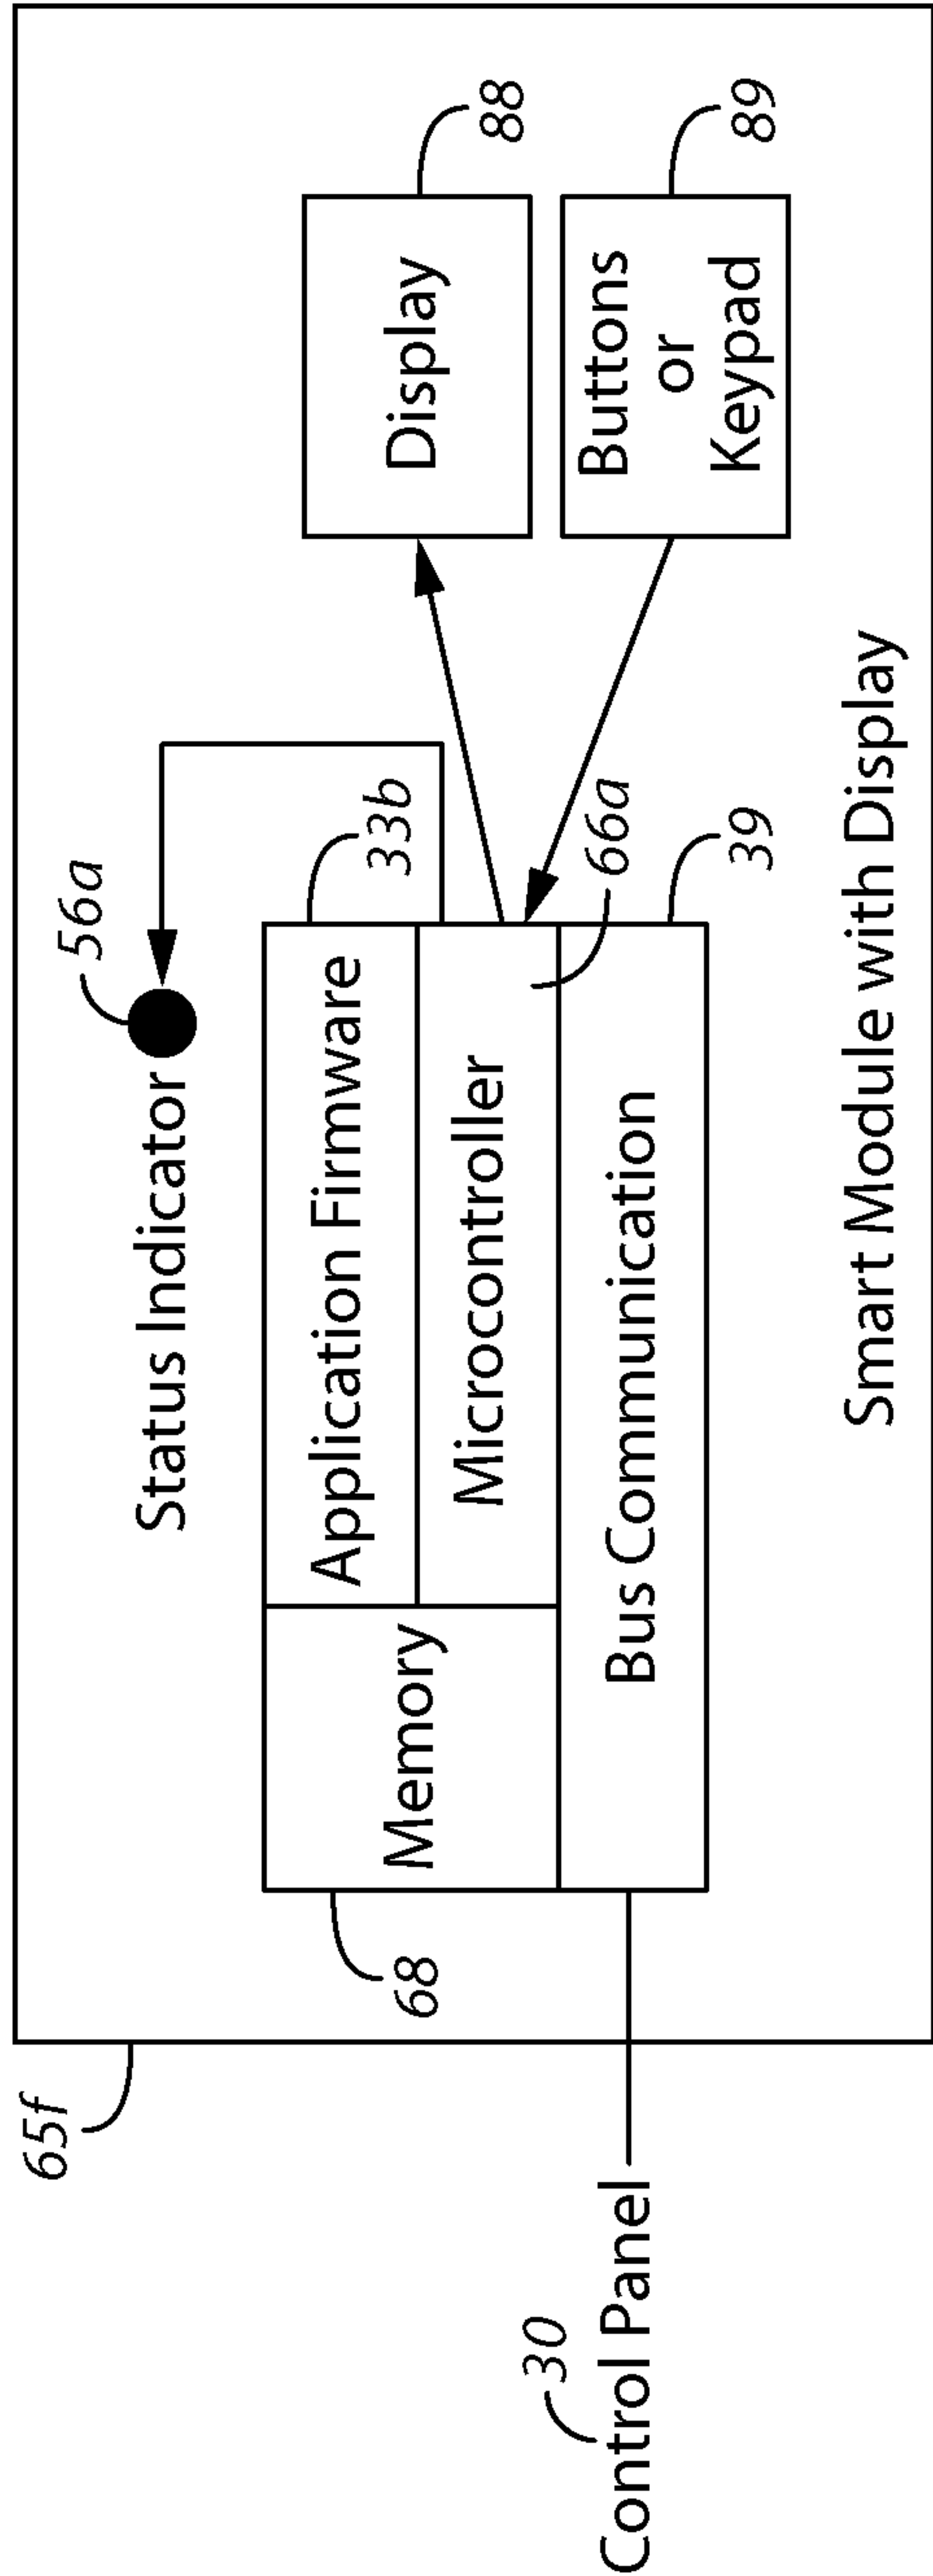 65f
56a
Status Indicator
33b
Application Firmware
Memory
68
Microcontroller
66a
Bus Communication
39
Display
88
Buttons
or
Keypad
89
30
Control Panel
Smart Module with Display